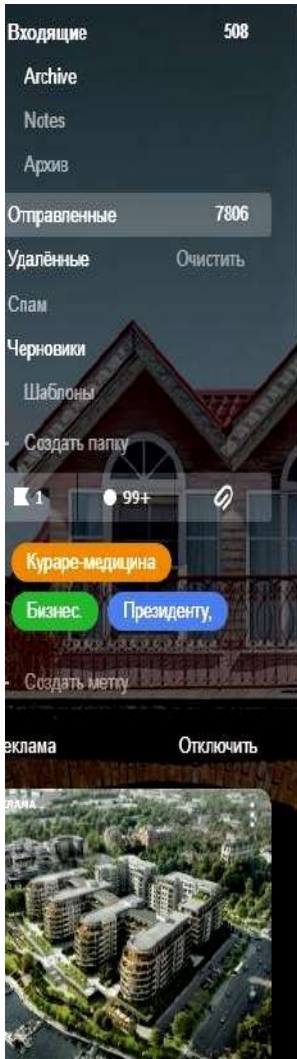 Входящие 508
Archive
Notes
Архив
Отправленные 7806
Удалённые Очистить
Спам
Черновики
Шаблоны
Создать папку
1 99+
Кураре-медицина
Бизнес. Президенту,
Создать метку
еклама Отключить
ЛАМА